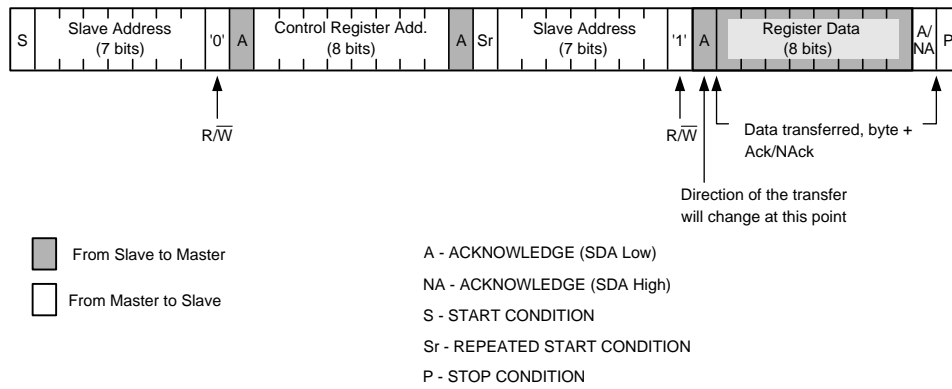 S
Slave Address
(7 bits)
'0'
A
Control Register Add.
(8 bits)
A
Sr
Slave Address
(7 bits)
'1'
A
Register Data
(8 bits)
A/
NA
P
R/W̅
R/W̅
Data transferred, byte +
Ack/NAck
Direction of the transfer
will change at this point
From Slave to Master
From Master to Slave
A - ACKNOWLEDGE (SDA Low)
NA - ACKNOWLEDGE (SDA High)
S - START CONDITION
Sr - REPEATED START CONDITION
P - STOP CONDITION